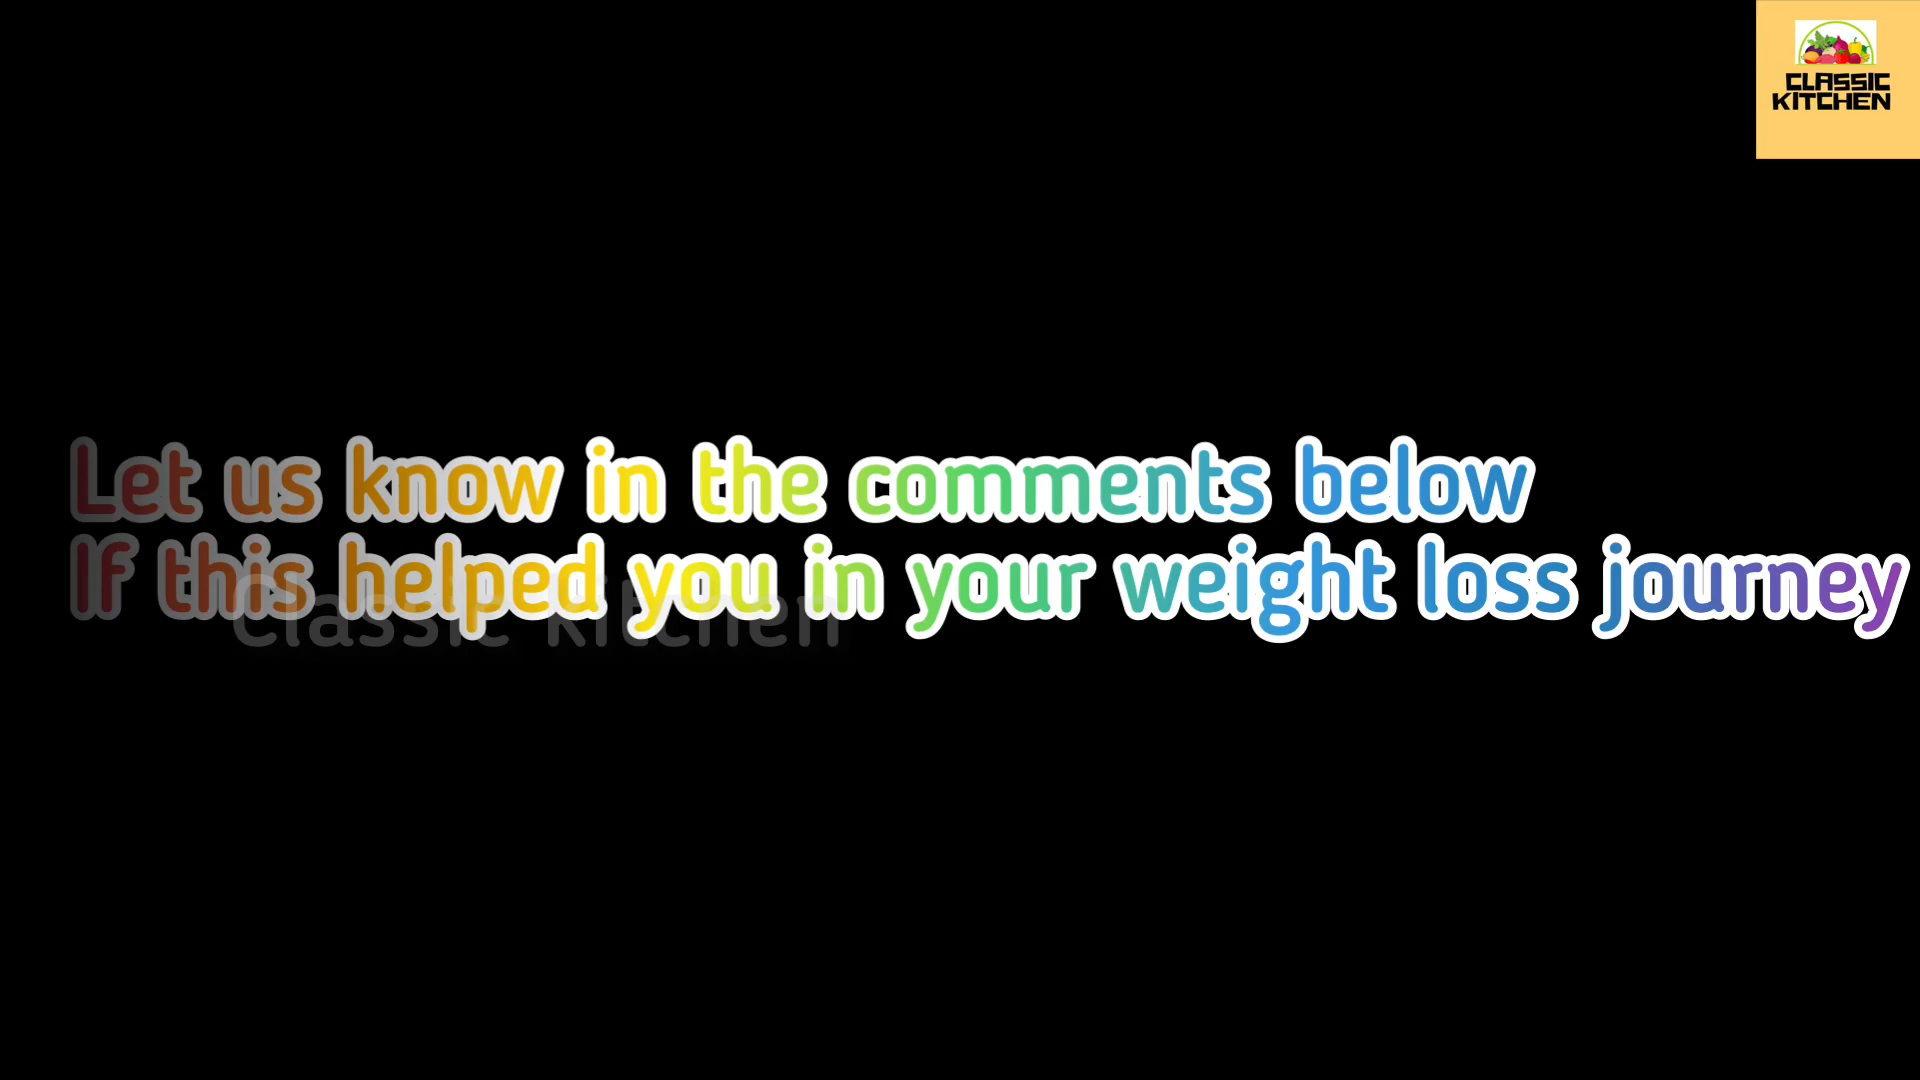 CLASSIC
KITCHEN
Let us know in the comments below
If this helped you in your weight loss journey
Classic kitchen